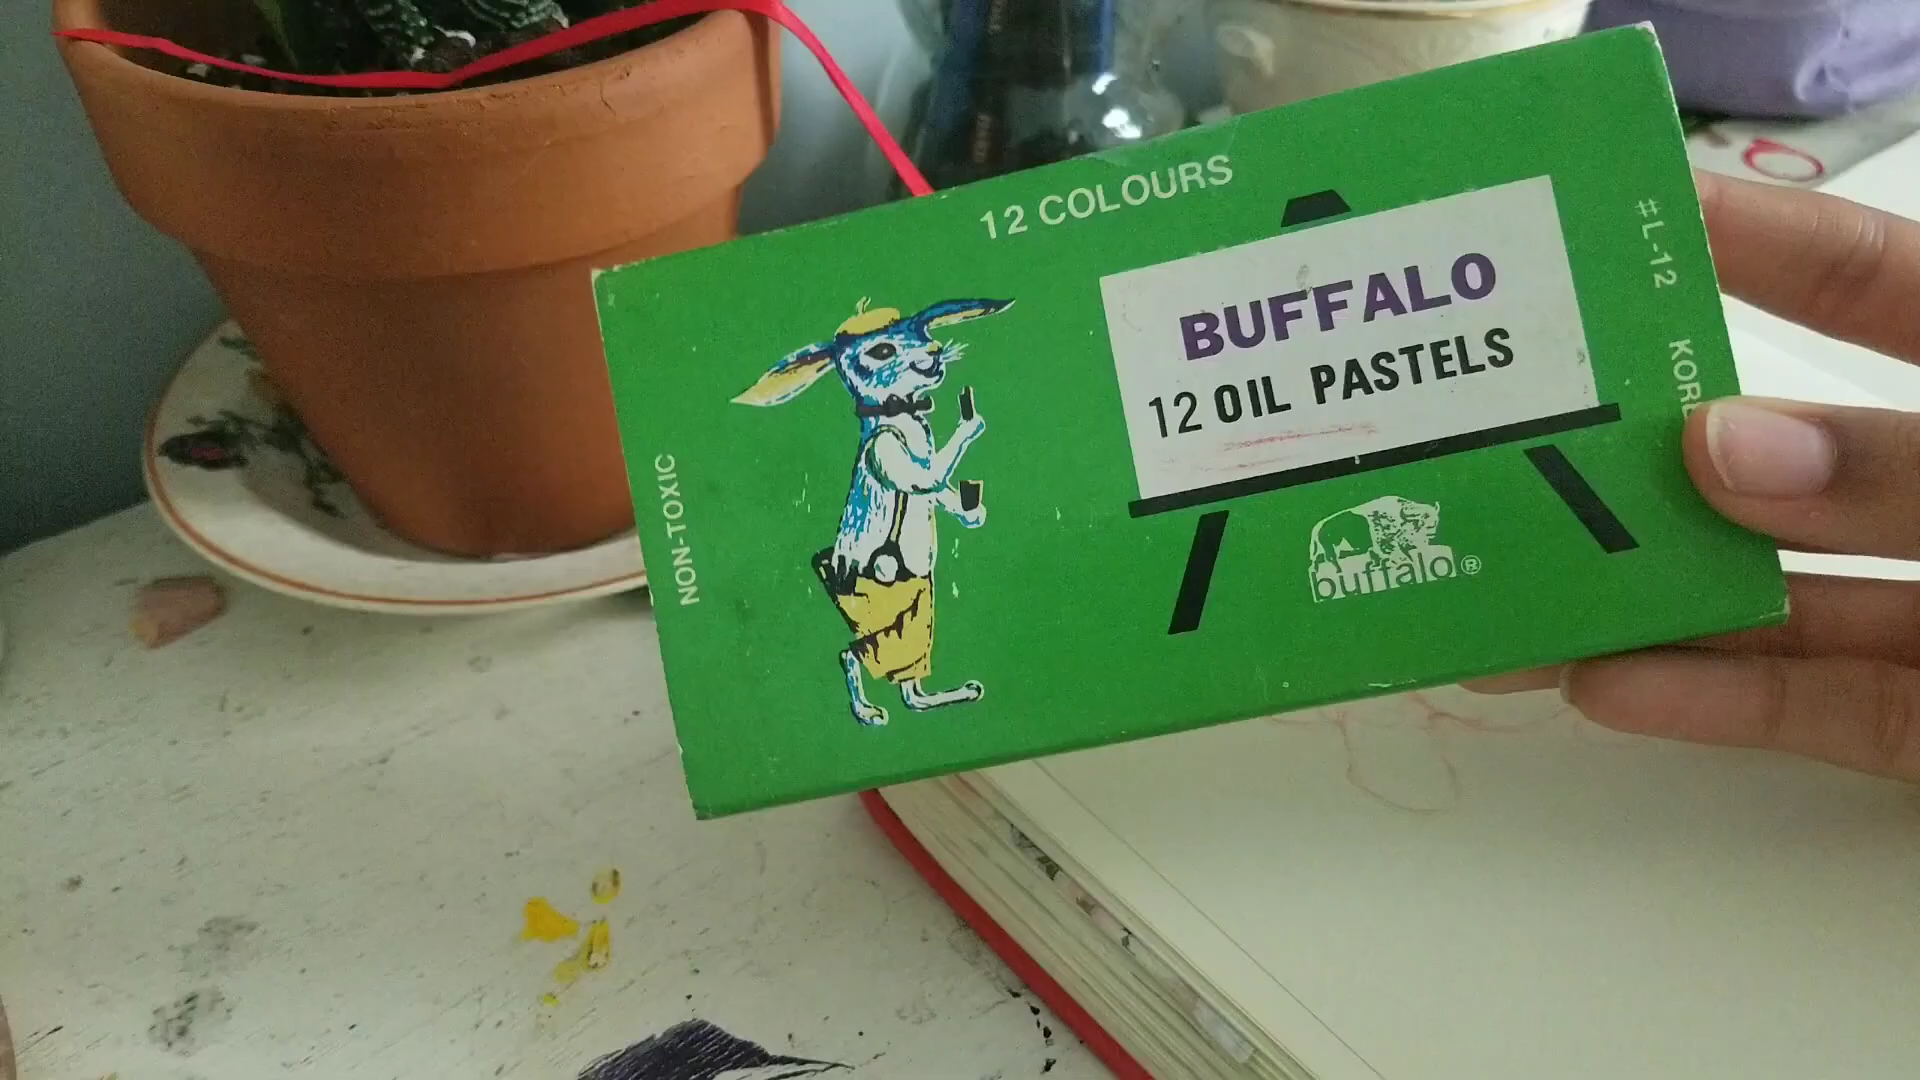 12 COLOURS
BUFFALO
12 OIL PASTELS
buffalo®
NON-TOXIC
#L-12